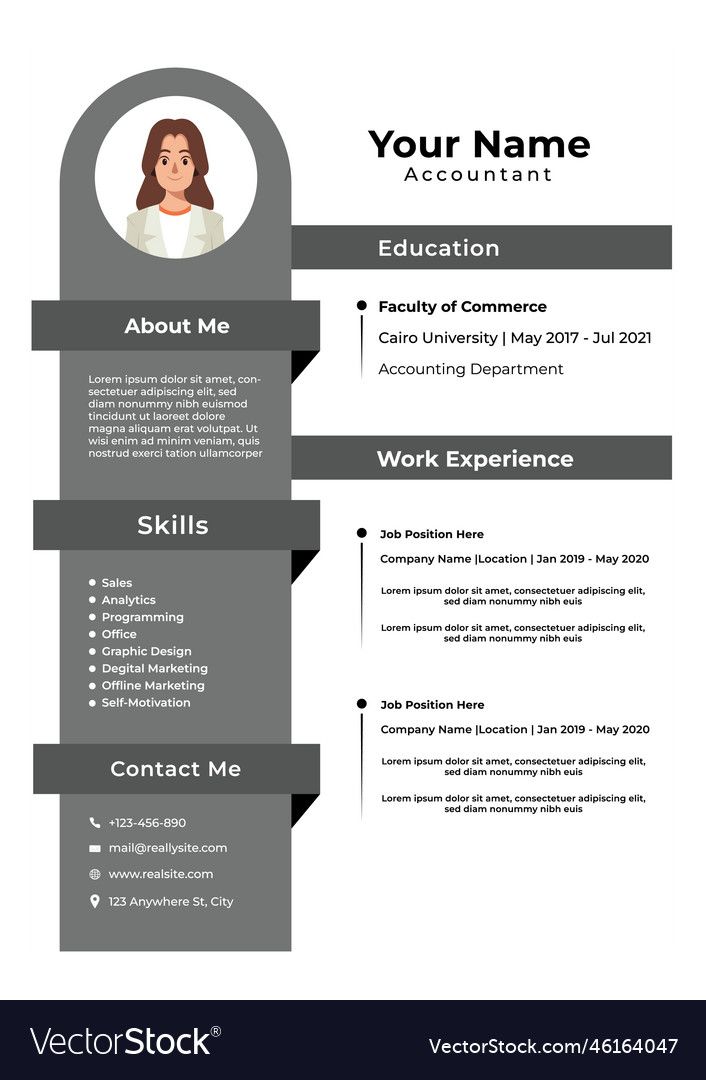 Your Name
Accountant
Education
Faculty of Commerce
Cairo University | May 2017 - Jul 2021
Accounting Department
Work Experience
Job Position Here
Company Name |Location | Jan 2019 - May 2020
Lorem ipsum dolor sit amet, consectetuer adipiscing elit,
sed diam nonummy nibh euis
Lorem ipsum dolor sit amet, consectetuer adipiscing elit,
sed diam nonummy nibh euis
Job Position Here
Company Name |Location | Jan 2019 - May 2020
Lorem ipsum dolor sit amet, consectetuer adipiscing elit,
sed diam nonummy nibh euis
Lorem ipsum dolor sit amet, consectetuer adipiscing elit,
sed diam nonummy nibh euis
About Me
Lorem ipsum dolor sit amet, con-
sectetuer adipiscing elit, sed
diam nonummy nibh euismod
tincidunt ut laoreet dolore
magna aliquam erat volutpat. Ut
wisi enim ad minim veniam, quis
nostrud exerci tation ullamcorper
Skills
Sales
Analytics
Programming
Office
Graphic Design
Degital Marketing
Offline Marketing
Self-Motivation
Contact Me
+123-456-890
mail@reallysite.com
www.realsite.com
123 Anywhere St, City
VectorStock®
VectorStock.com/46164047